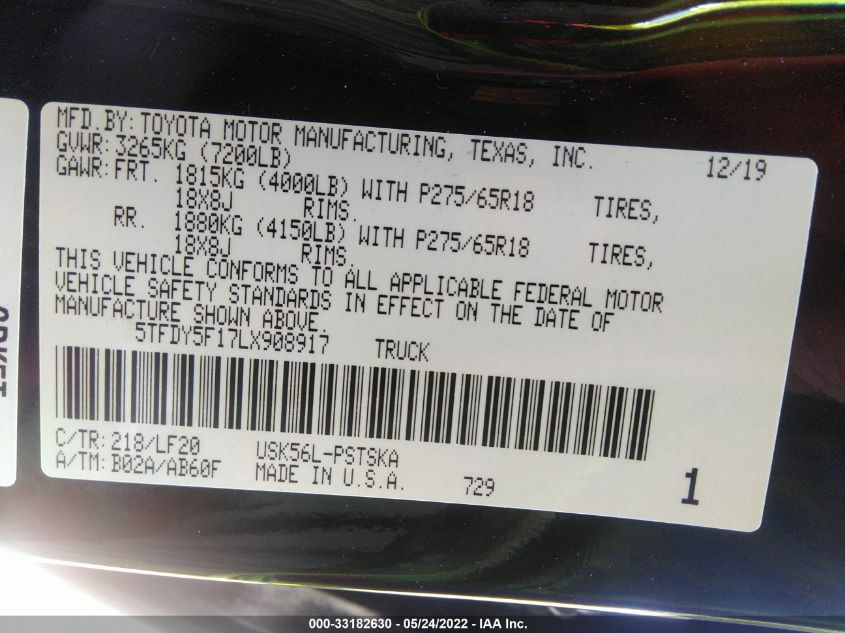 MFD.BY: TOYOTA MOTOR MANUFACTURING, TEXAS, INC. 12/19
GVWR: 3265KG (7200LB)
GAWR: FRT. 1815KG (4000LB) WITH P275/65R18 TIRES,
18X8J RIMS.
RR. 1880KG (4150LB) WITH P275/65R18 TIRES,
18X8J RIMS.
THIS VEHICLE CONFORMS TO ALL APPLICABLE FEDERAL MOTOR
VEHICLE SAFETY STANDARDS IN EFFECT ON THE DATE OF
MANUFACTURE SHOWN ABOVE.
5TFDY5F17LX908917 TRUCK
C/TR: 218/LF20 USK56L-PSTSKA
A/TM: B02A/AB60F MADE IN U.S.A. 729 1
000-33182630 - 05/24/2022 - IAA Inc.